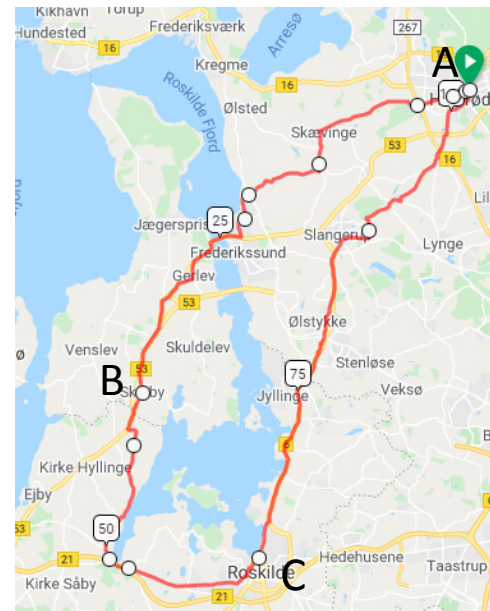 Kikhavn
Torup
Hundested
Frederiksværk
16
Arresø
267
A
Kregme
16
Roskilde Fjord
Ølsted
Skævinge
53
16
Jægerspris
25
Slangerup
Lynge
Frederikssund
Gerlev
53
Ølstykke
Venslev
Skuldelev
Stenløse
53
75
Veksø
B
Jyllinge
6
Kirke Hyllinge
Ejby
50
53
21
Hedehusene
Roskilde
C
Taastrup
Kirke Såby
21